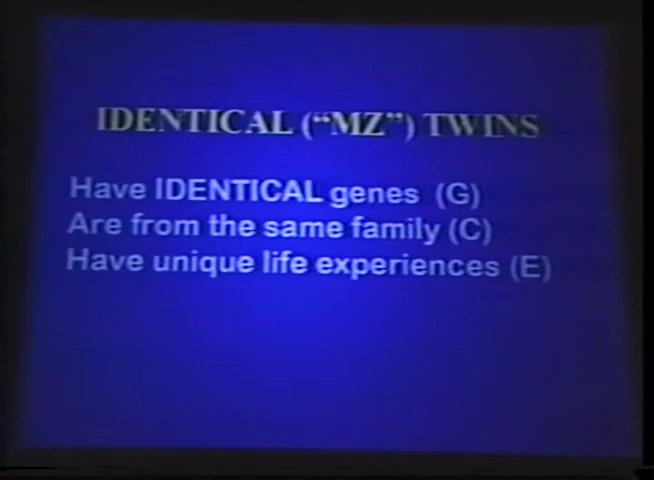 IDENTICAL (“MZ”) TWINS
Have IDENTICAL genes (G)
Are from the same family (C)
Have unique life experiences (E)